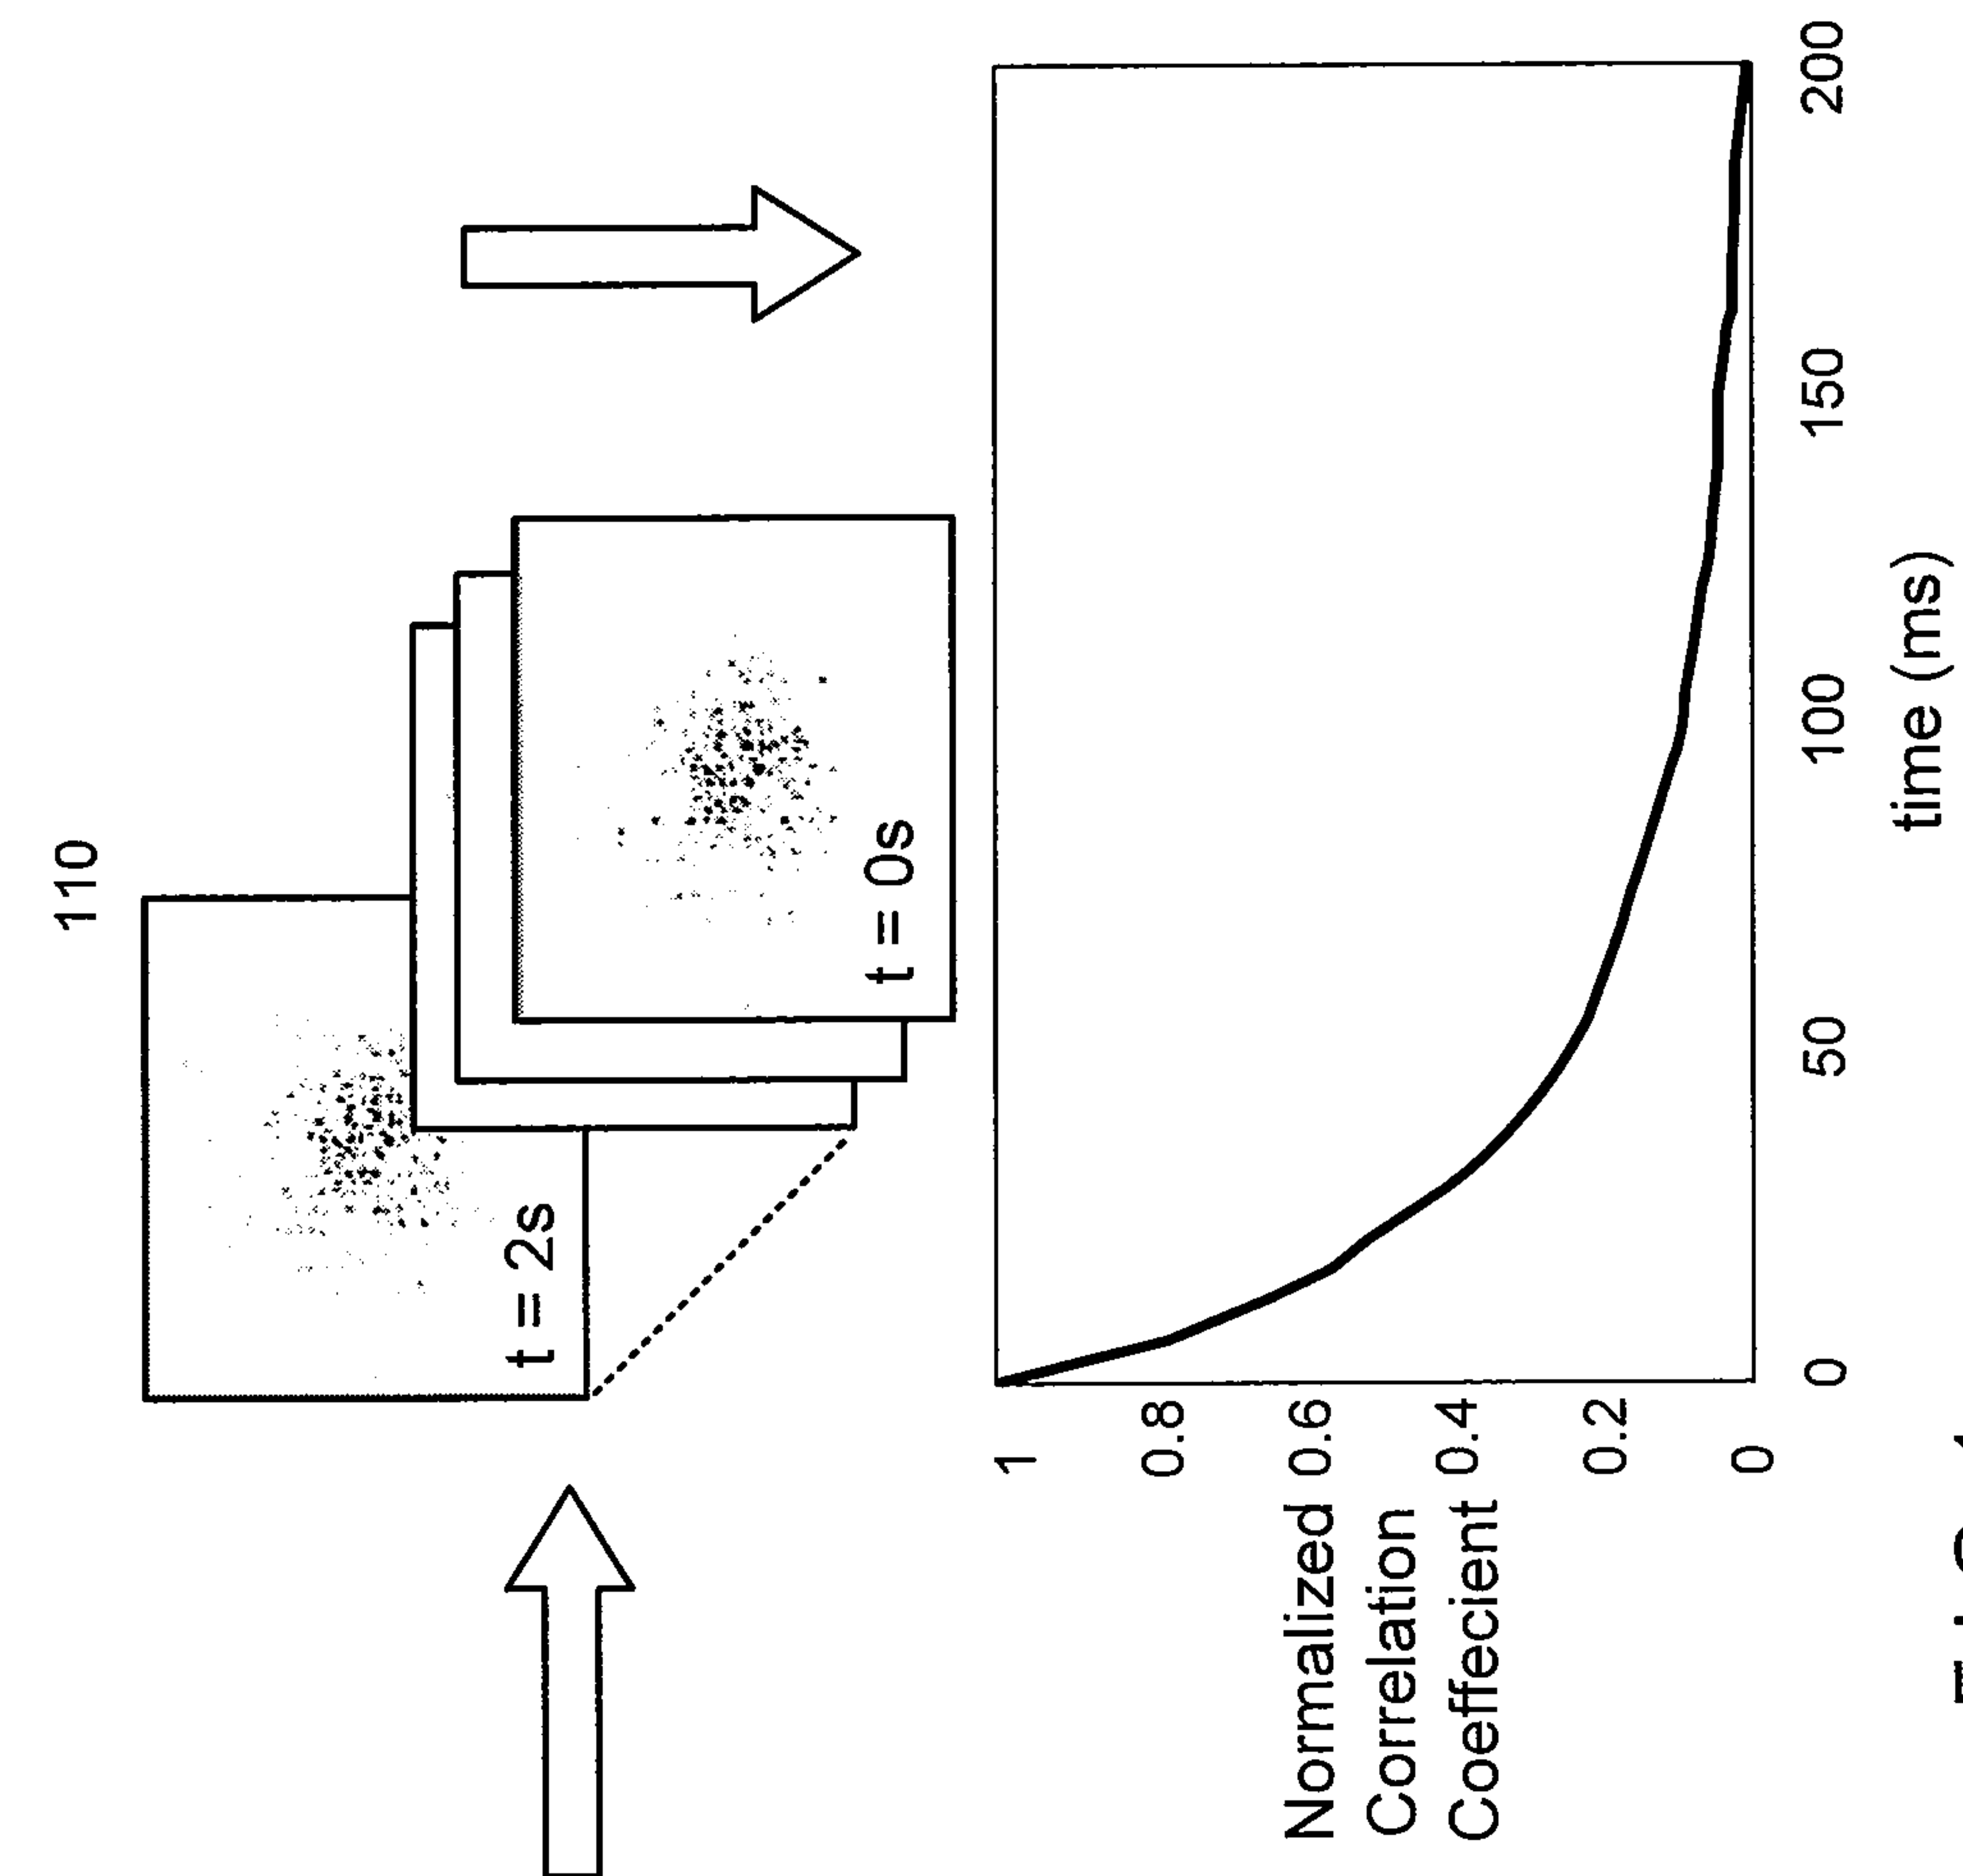 110
t = 2s
t = 0s
1
0.8
Normalized 0.6
Correlation
Coeffecient 0.4
0.2
0
0 50 100 150 200
time (ms)